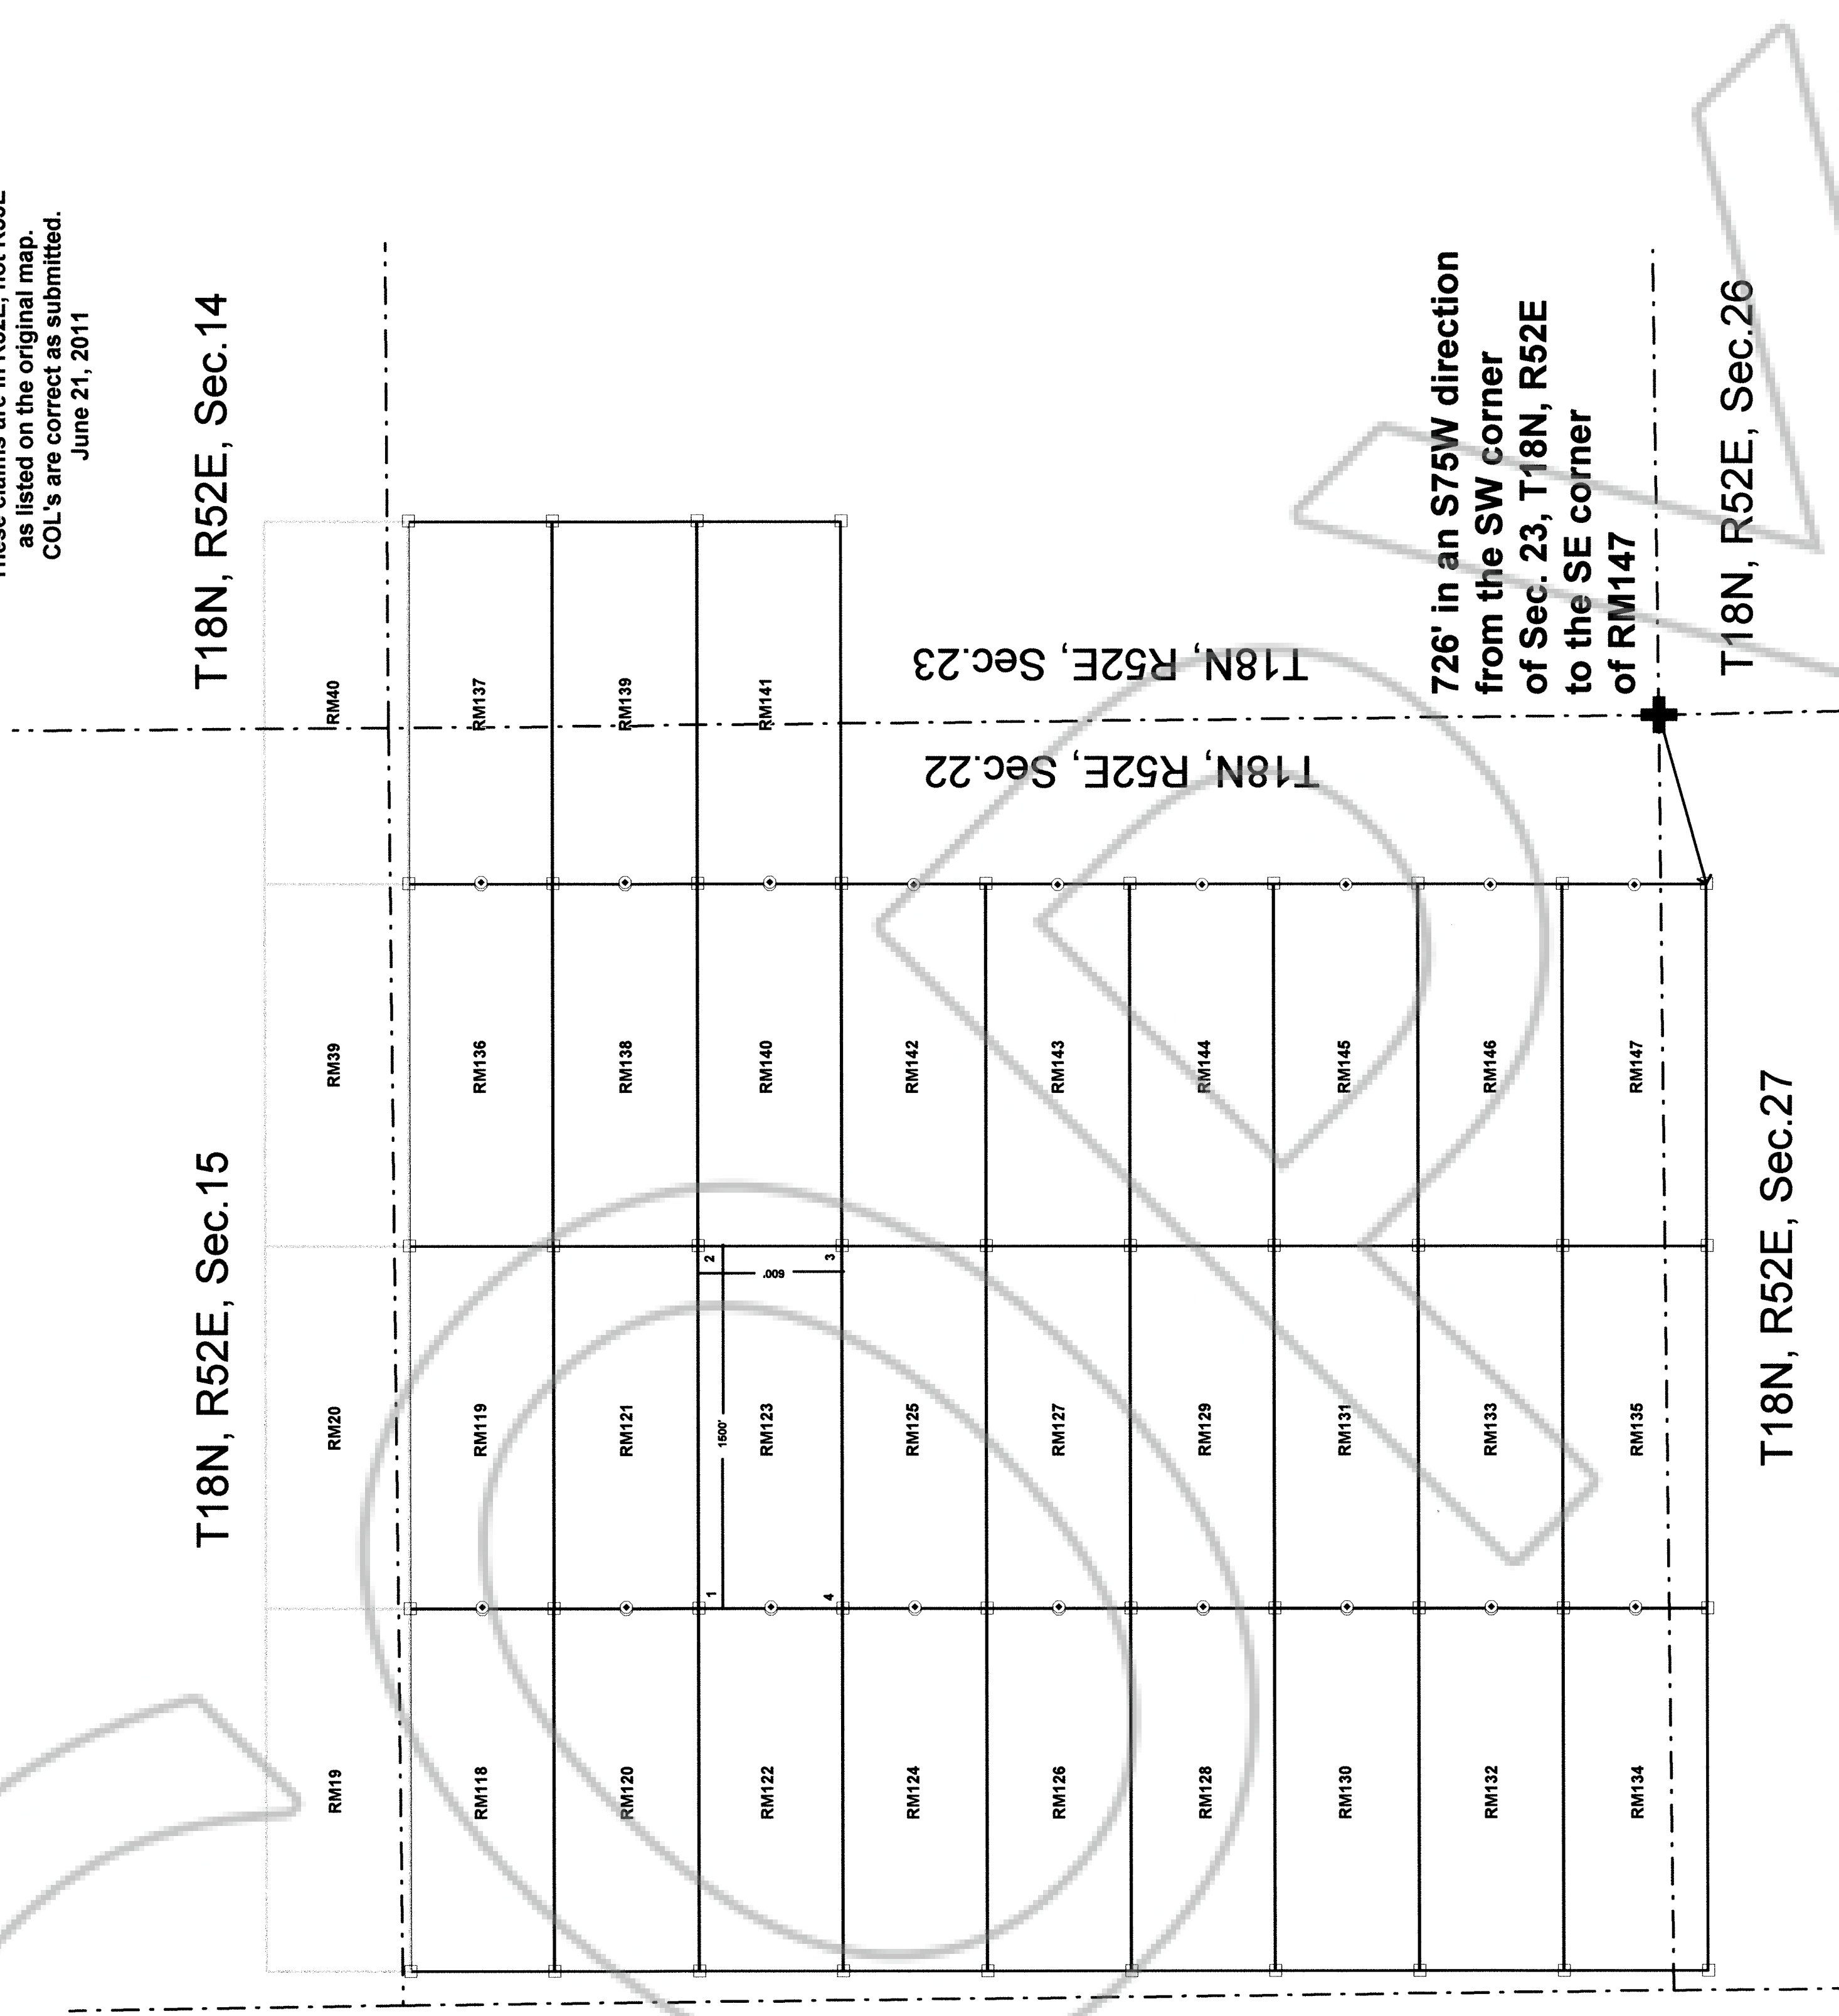 as listed on the original map.
COL's are correct as submitted.
June 21, 2011
T18N, R52E, Sec.14
T18N, R52E, Sec.15
RM19
RM20
RM39
RM40
RM118
RM119
RM136
RM137
RM120
RM121
RM138
RM139
1
2
1500'
600'
RM122
RM123
RM140
RM141
4
3
RM124
RM125
RM142
RM126
RM127
RM143
RM128
RM129
RM144
RM130
RM131
RM145
RM132
RM133
RM146
RM134
RM135
RM147
T18N, R52E, Sec.22
T18N, R52E, Sec.23
726' in an S75W direction
from the SW corner
of Sec. 23, T18N, R52E
to the SE corner
of RM147
T18N, R52E, Sec.26
T18N, R52E, Sec.27